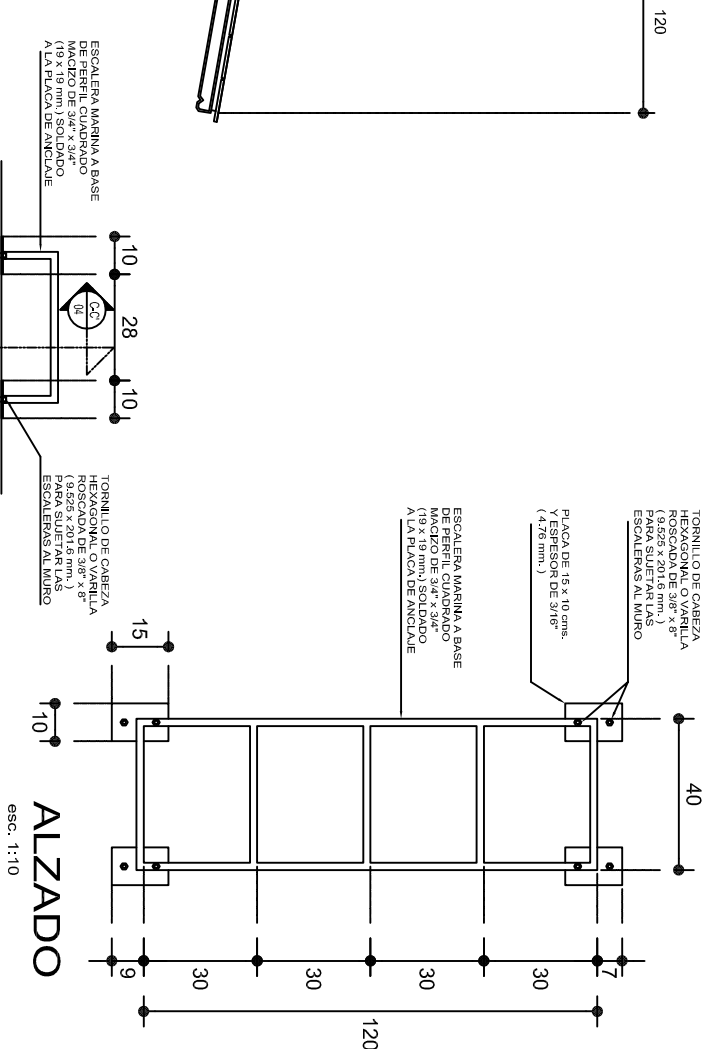 120
ESCALERA MARINA A BASE
DE PERFIL CUADRADO
MACIZO DE 3/4" x 3/4"
(19 x 19 mm.) SOLDADO
A LA PLACA DE ANCLAJE
10
28
10
C-C'
04
TORNILLO DE CABEZA
HEXAGONAL O VARILLA
ROSCADA DE 3/8" x 8"
( 9.525 x 201.6 mm. )
PARA SUJETAR LAS
ESCALERAS AL MURO
TORNILLO DE CABEZA
HEXAGONAL O VARILLA
ROSCADA DE 3/8" x 8"
( 9.525 x 201.6 mm. )
PARA SUJETAR LAS
ESCALERAS AL MURO
PLACA DE 15 x 10 cms.
Y ESPESOR DE 3/16"
( 4.76 mm. )
ESCALERA MARINA A BASE
DE PERFIL CUADRADO
MACIZO DE 3/4" x 3/4"
(19 x 19 mm.) SOLDADO
A LA PLACA DE ANCLAJE
15
10
40
7
30
30
30
30
9
120
ALZADO
esc. 1:10